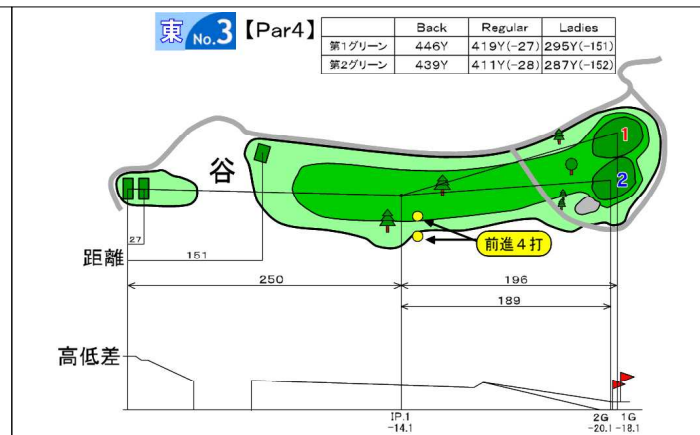 東 No.3 【Par4】
Back Regular Ladies
第1グリーン 446Y 419Y(-27) 295Y(-151)
第2グリーン 439Y 411Y(-28) 287Y(-152)
1
谷
2
27
前進4打
距離
151
250 196
189
高低差
IP.1 2G 1G
-14.1 -20.1 -18.1